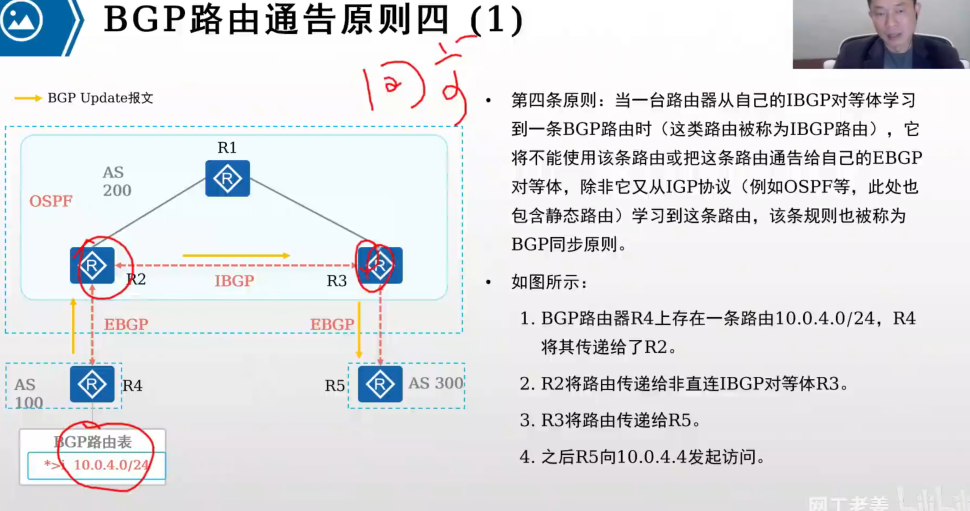 BGP路由通告原则四 (1)
BGP Update报文
R1
AS
200
OSPF
R2
IBGP
R3
EBGP
EBGP
AS
100
R4
R5
AS 300
BGP路由表
*>i 10.0.4.0/24
• 第四条原则：当一台路由器从自己的IBGP对等体学习
到一条BGP路由时（这类路由被称为IBGP路由），它
将不能使用该条路由或把这条路由通告给自己的EBGP
对等体，除非它又从IGP协议（例如OSPF等，此处也
包含静态路由）学习到这条路由，该条规则也被称为
BGP同步原则。
• 如图所示：
1. BGP路由器R4上存在一条路由10.0.4.0/24，R4
将其传递给了R2。
2. R2将路由传递给非直连IBGP对等体R3。
3. R3将路由传递给R5。
4. 之后R5向10.0.4.4发起访问。
网工老姜
bilibili